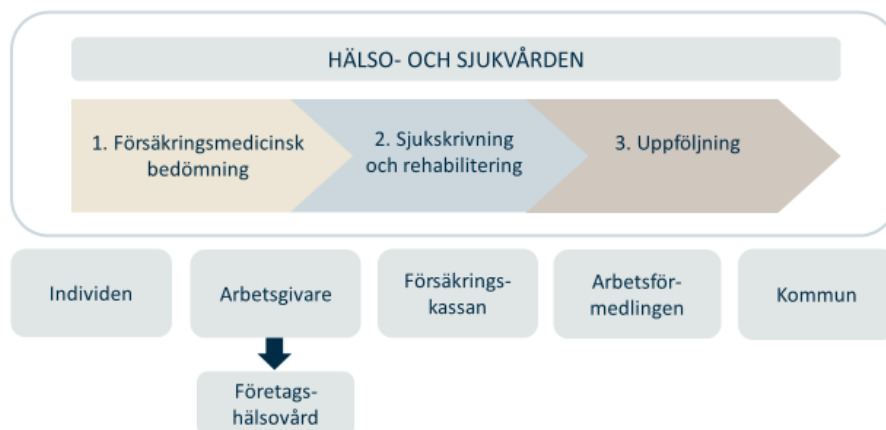 HÄLSO- OCH SJUKVÅRDEN
1. Försäkringsmedicinsk
bedömning
2. Sjukskrivning
och rehabilitering
3. Uppföljning
Individen
Arbetsgivare
Försäkrings-
kassan
Arbetsför-
medlingen
Kommun
Företags-
hälsovård